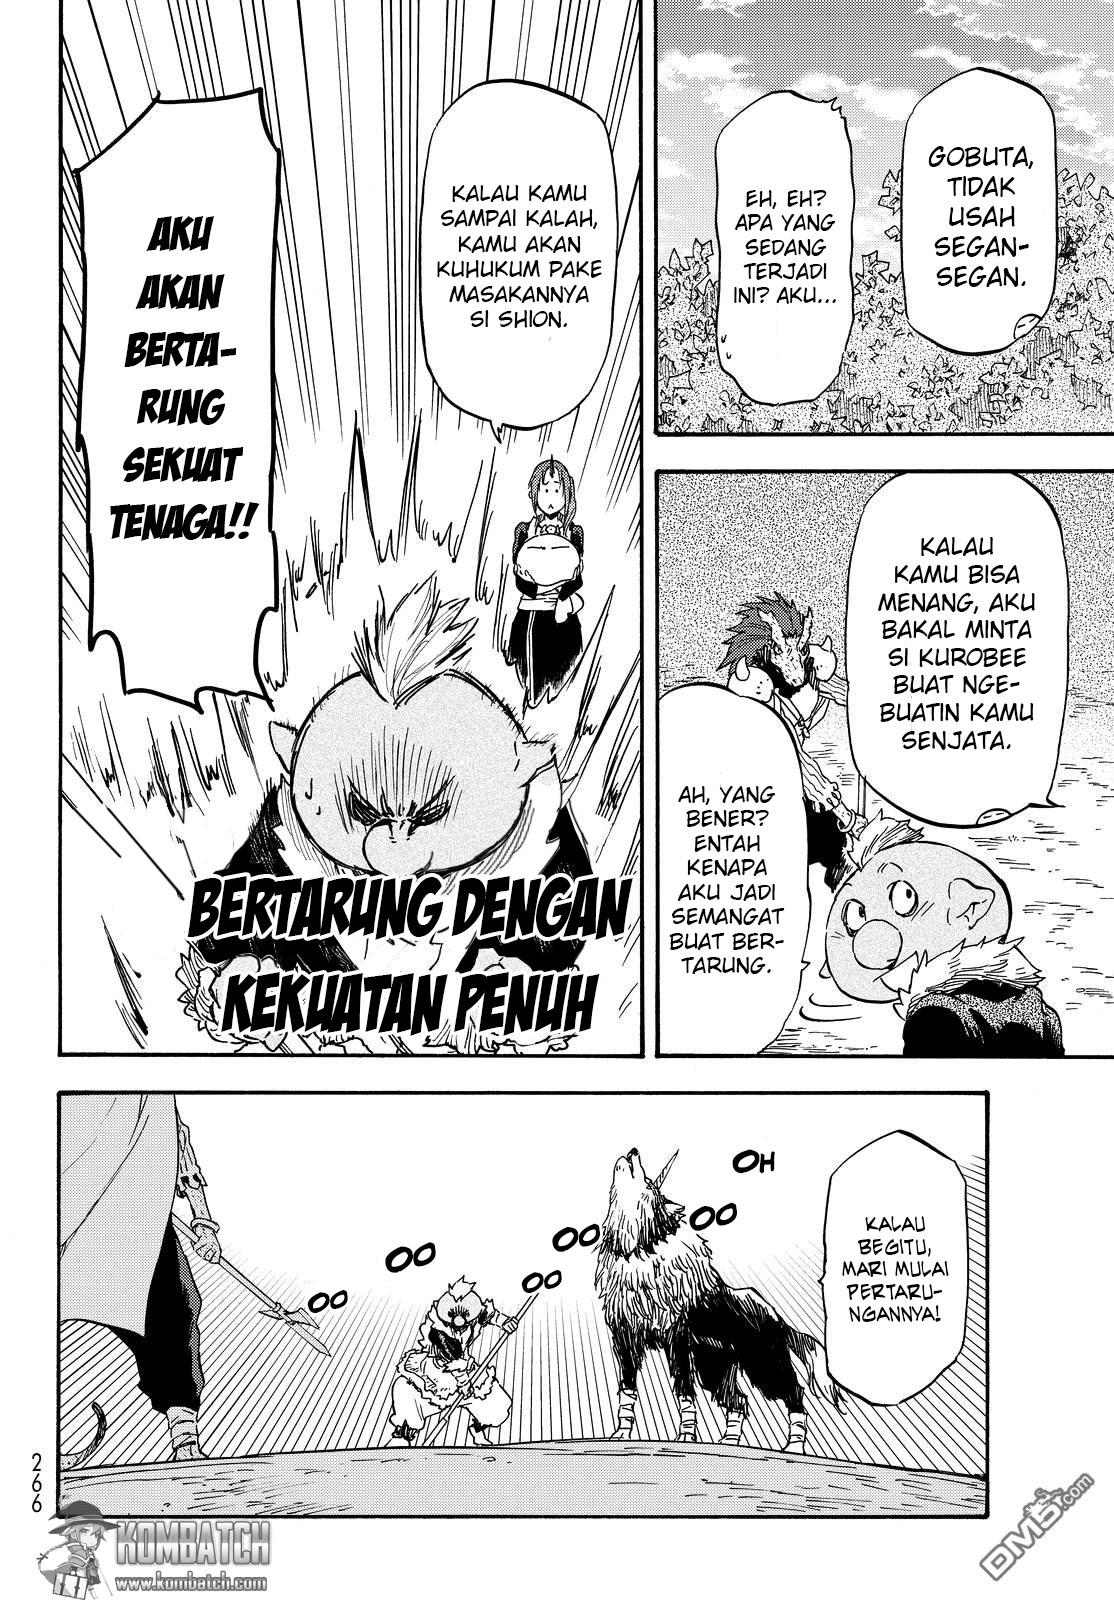 GOBUTA,
TIDAK
USAH
SEGAN-
SEGAN.
EH, EH?
APA YANG
SEDANG
TERJADI
INI? AKU...
KALAU
KAMU BISA
MENANG, AKU
BAKAL MINTA
SI KUROBEE
BUAT NGE-
BUATIN KAMU
SENJATA.
AH, YANG
BENER?
ENTAH
KENAPA
AKU JADI
SEMANGAT
BUAT BER-
TARUNG.
KALAU KAMU
SAMPAI KALAH,
KAMU AKAN
KUHUKUM PAKE
MASAKANNYA
SI SHION.
AKU
AKAN
BERTA-
RUNG
SEKUAT
TENAGA!!
BERTARUNG DENGAN
KEKUATAN PENUH
KALAU
BEGITU,
MARI MULAI
PERTARU-
NGANNYA!
OH
OO
OO
OO
OO
OO
266
KOMBATCH
www.kombatch.com
DM5.com